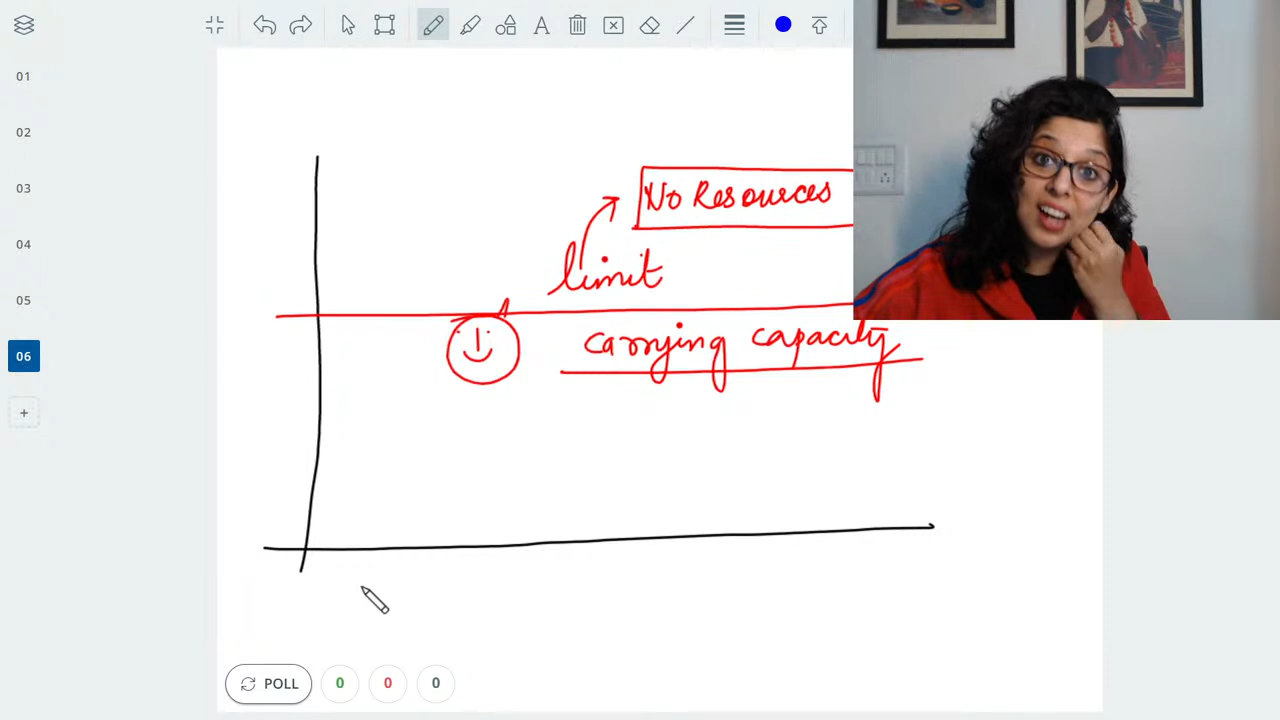 01
02
03
04
05
06
+
A
No Resources
limit
carrying capacity
POLL
0
0
0